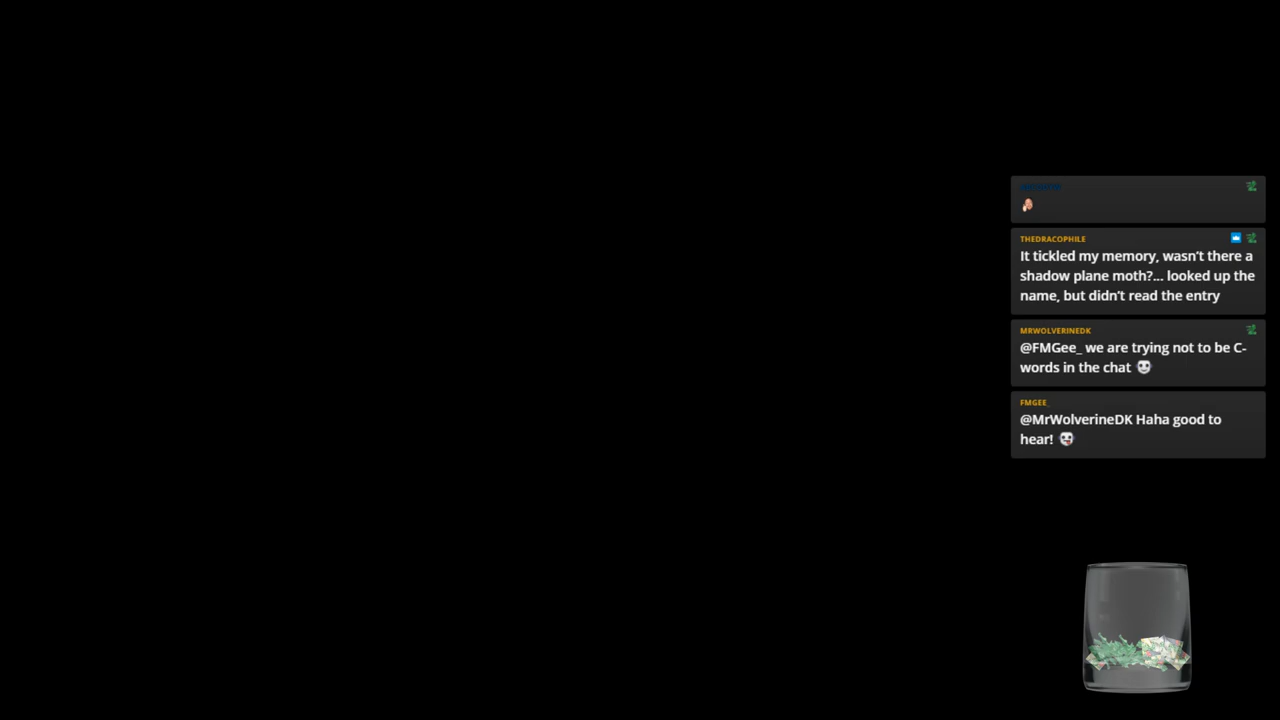 THEDRACOPHILE
It tickled my memory, wasn't there a
shadow plane moth?... looked up the
name, but didn't read the entry
MRWOLVERINEDK
@FMGee_ we are trying not to be C-
words in the chat
FMGEE_
@MrWolverineDK Haha good to
hear!